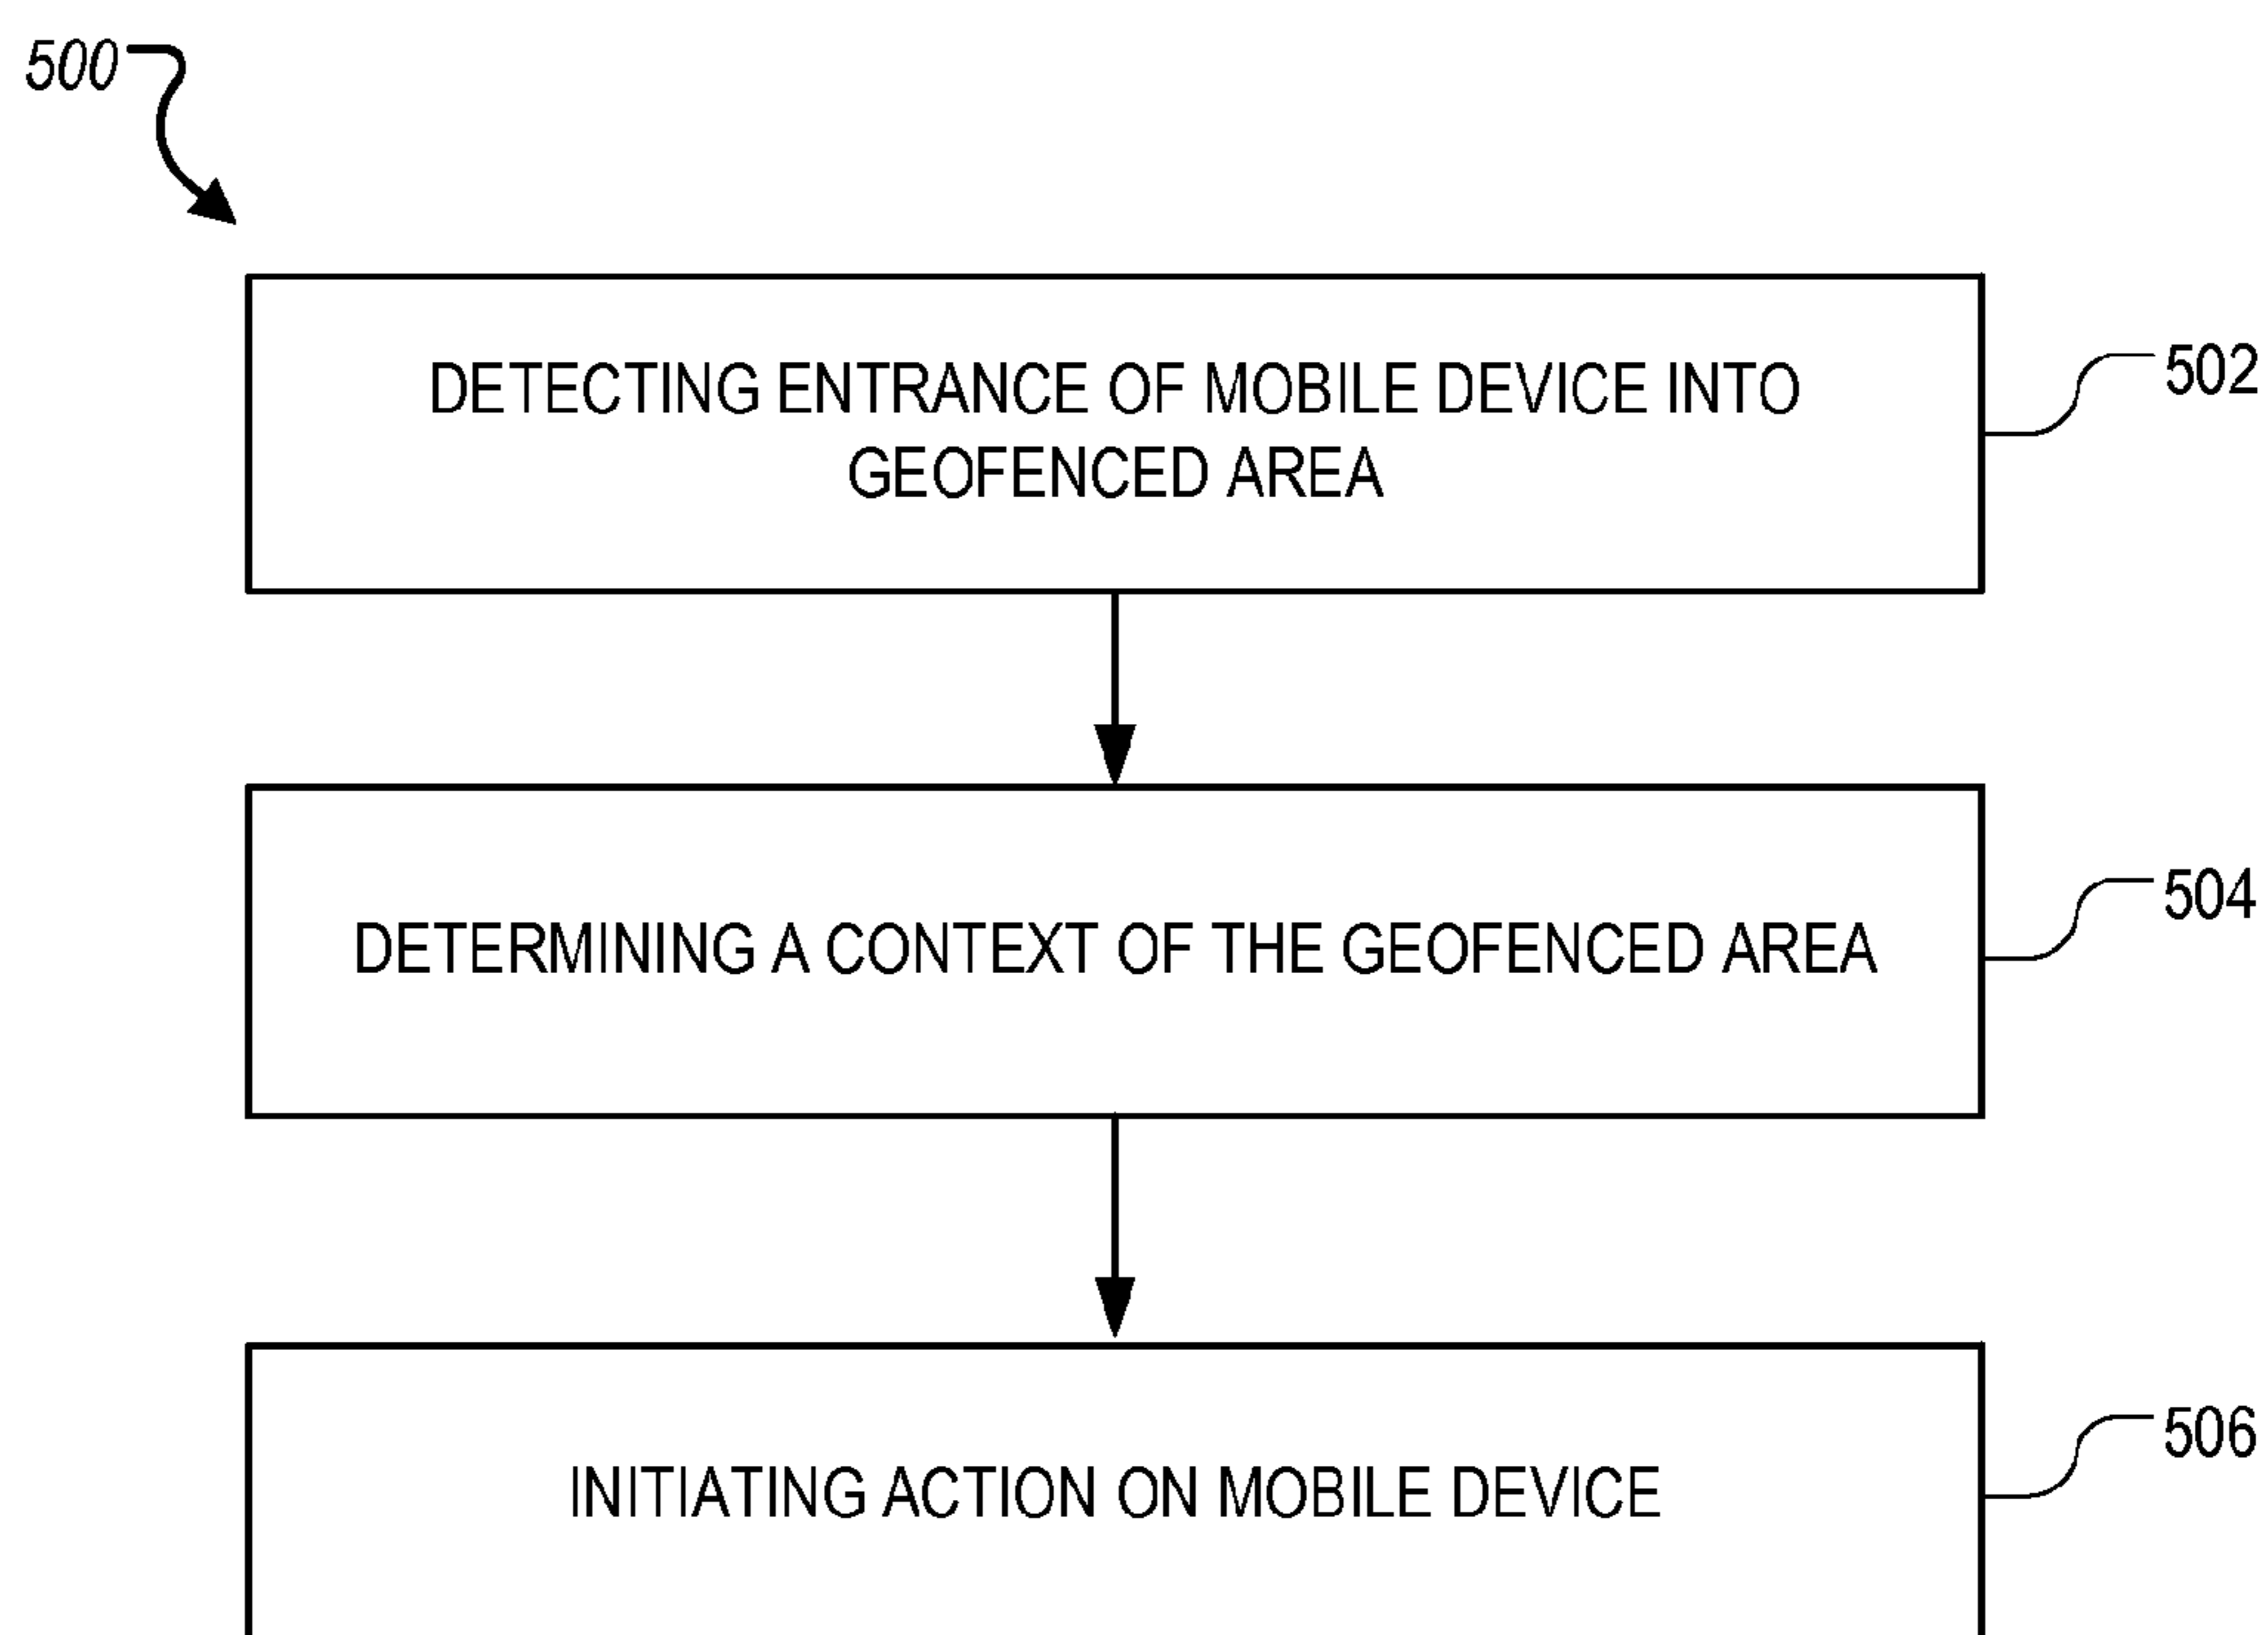 500
DETECTING ENTRANCE OF MOBILE DEVICE INTO
GEOFENCED AREA
502
DETERMINING A CONTEXT OF THE GEOFENCED AREA
504
INITIATING ACTION ON MOBILE DEVICE
506